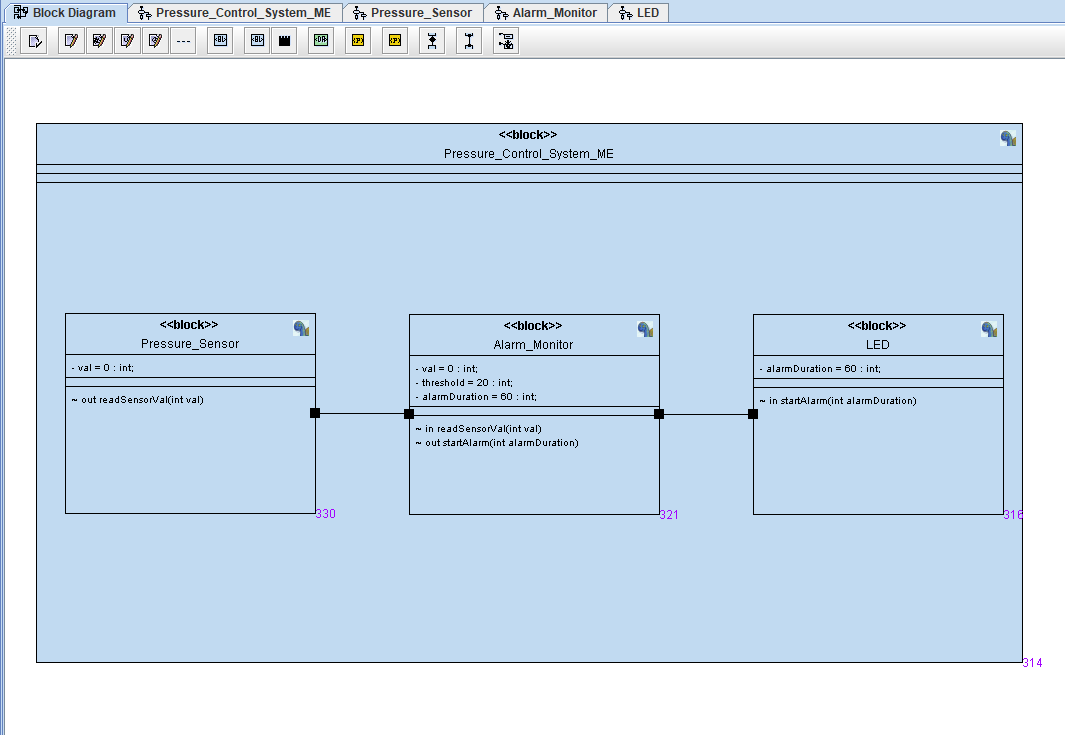 Block Diagram Pressure_Control_System_ME Pressure_Sensor Alarm_Monitor LED
<<block>>
Pressure_Control_System_ME
<<block>>
Pressure_Sensor
- val = 0 : int;
~ out readSensorVal(int val)
330
<<block>>
Alarm_Monitor
- val = 0 : int;
- threshold = 20 : int;
- alarmDuration = 60 : int;
~ in readSensorVal(int val)
~ out startAlarm(int alarmDuration)
321
<<block>>
LED
- alarmDuration = 60 : int;
~ in startAlarm(int alarmDuration)
316
314